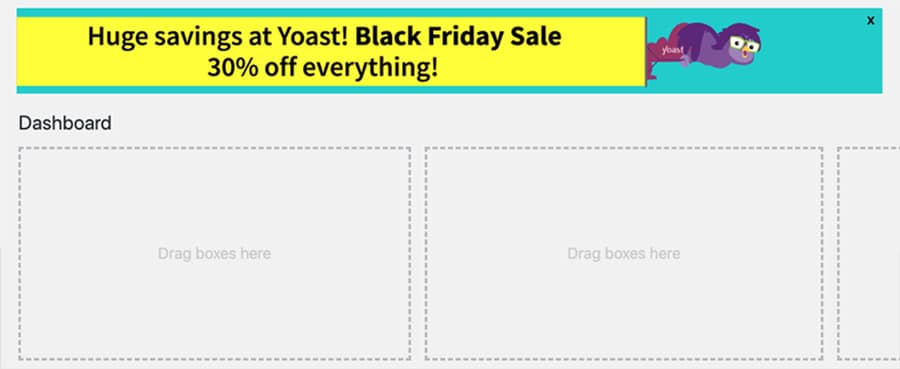 Huge savings at Yoast! Black Friday Sale
30% off everything!
yoast
x
Dashboard
Drag boxes here
Drag boxes here